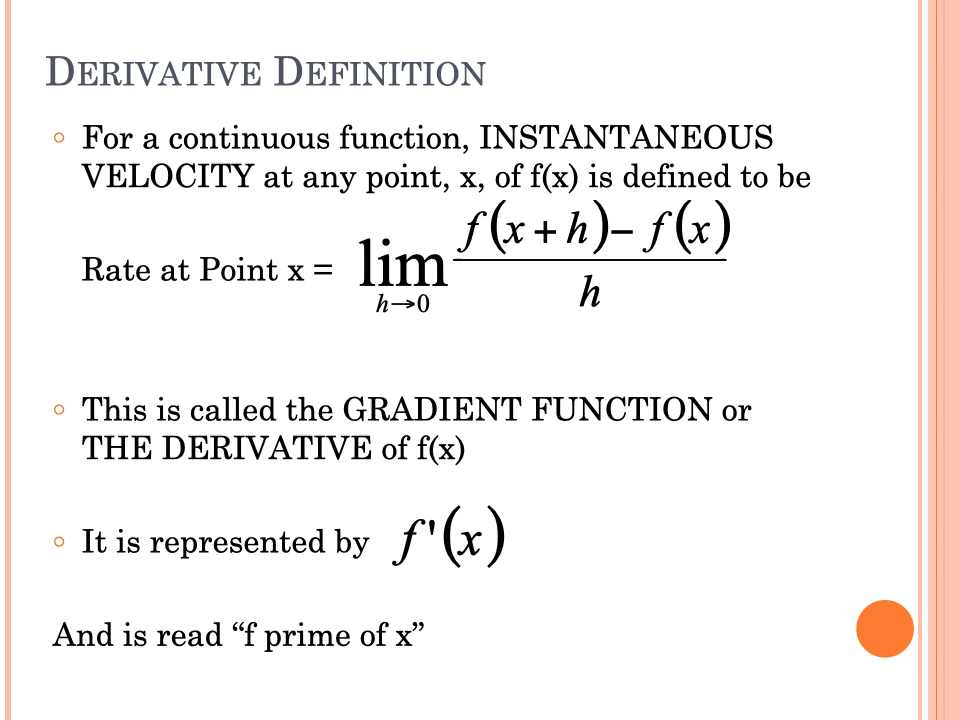 DERIVATIVE DEFINITION
For a continuous function, INSTANTANEOUS
VELOCITY at any point, x, of f(x) is defined to be
Rate at Point x = lim h→0 f(x + h) − f(x) / h
This is called the GRADIENT FUNCTION or
THE DERIVATIVE of f(x)
It is represented by f'(x)
And is read “f prime of x”